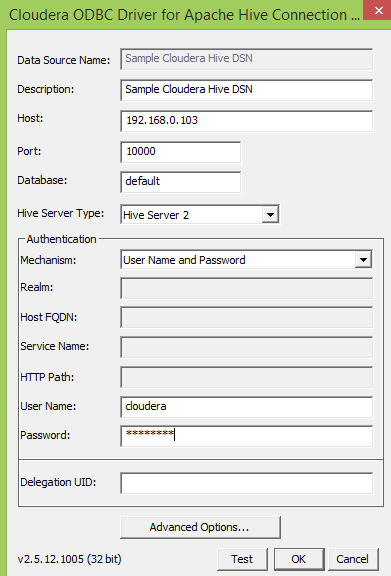 Cloudera ODBC Driver for Apache Hive Connection ...
Data Source Name: Sample Cloudera Hive DSN
Description: Sample Cloudera Hive DSN
Host: 192.168.0.103
Port: 10000
Database: default
Hive Server Type: Hive Server 2
Authentication
Mechanism: User Name and Password
Realm:
Host FQDN:
Service Name:
HTTP Path:
User Name: cloudera
Password: ********
Delegation UID:
Advanced Options...
v2.5.12.1005 (32 bit) Test OK Cancel